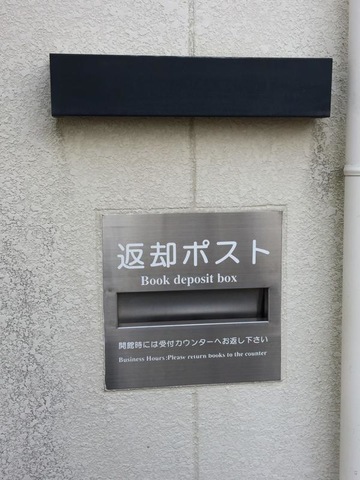 返却ポスト
Book deposit box
開館時には受付カウンターへお返し下さい
Business Hours:Please return books to the counter